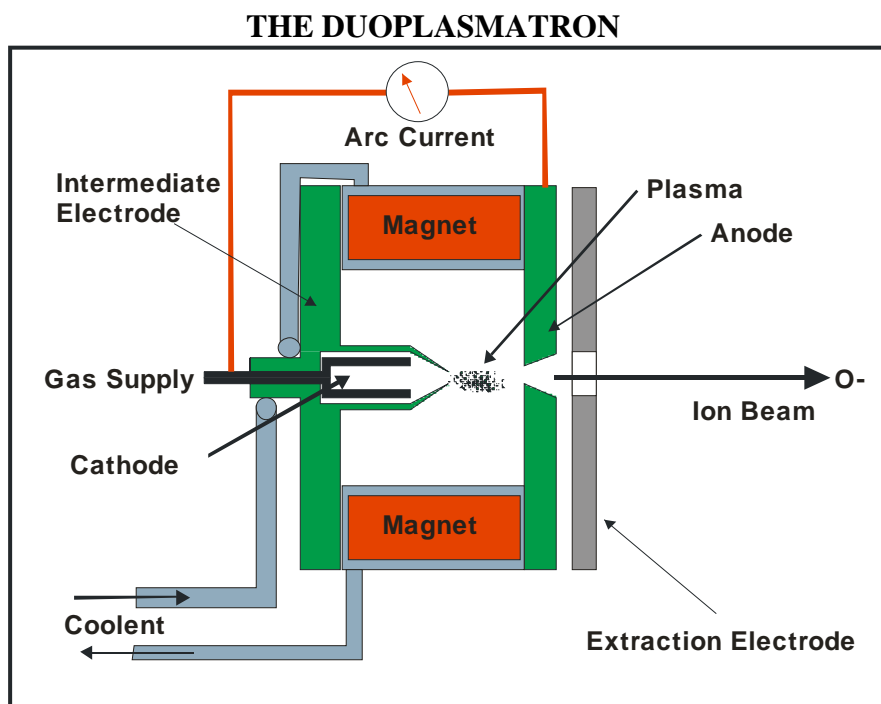 THE DUOPLASMATRON
Arc Current
Intermediate
Electrode
Plasma
Magnet
Anode
Gas Supply
O-
Ion Beam
Cathode
Magnet
Coolent
Extraction Electrode